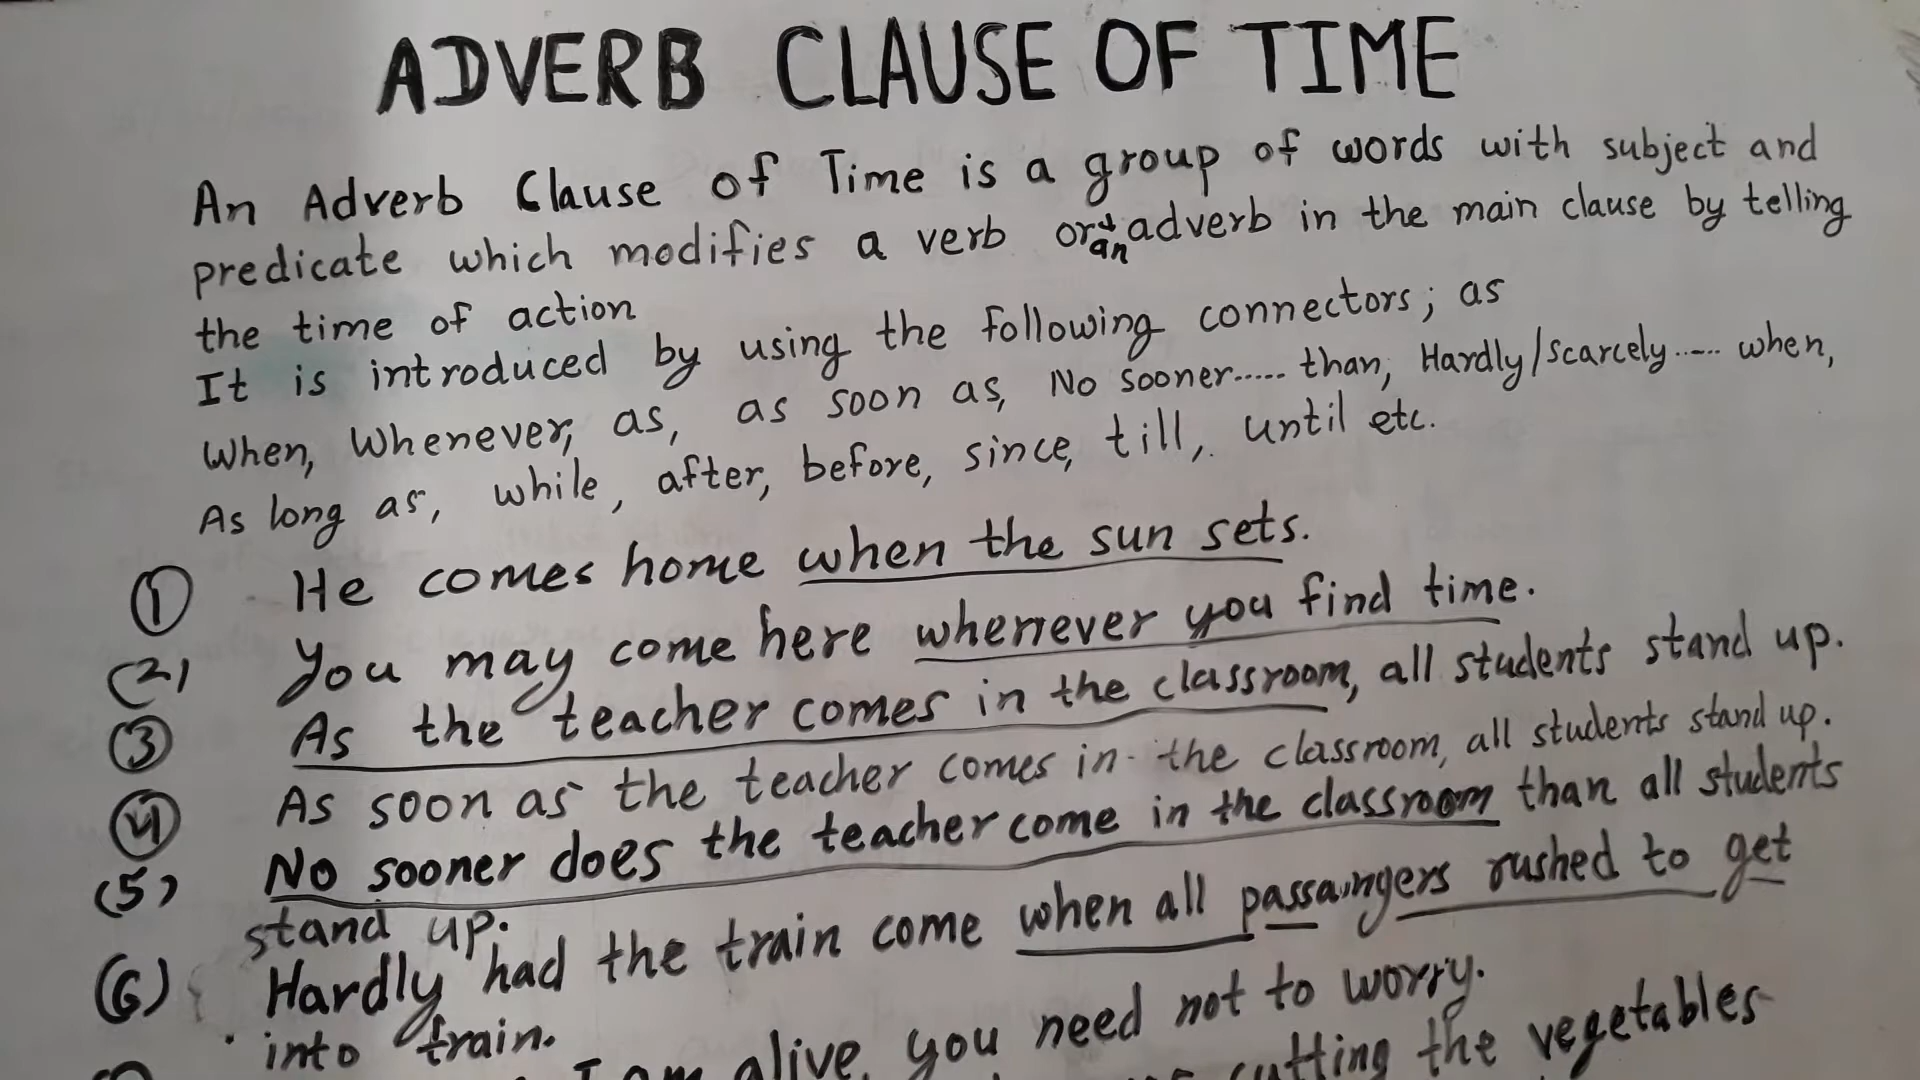 ADVERB CLAUSE OF TIME
An Adverb Clause of Time is a group of words with subject and
predicate which modifies a verb or an adverb in the main clause by telling
the time of action
It is introduced by using the following connectors; as
When, Whenever, as, as soon as, No sooner..... than, Hardly/scarcely..... when,
As long as, while, after, before, since, till, until etc.
(1) He comes home when the sun sets.
(2) You may come here whenever you find time.
(3) As the teacher comes in the classroom, all students stand up.
(4) As soon as the teacher comes in the classroom, all students stand up.
(5) No sooner does the teacher come in the classroom than all students
stand up.
(6) Hardly had the train come when all passangers rushed to get
into train.
I am alive, you need not to worry.
cutting the vegetables